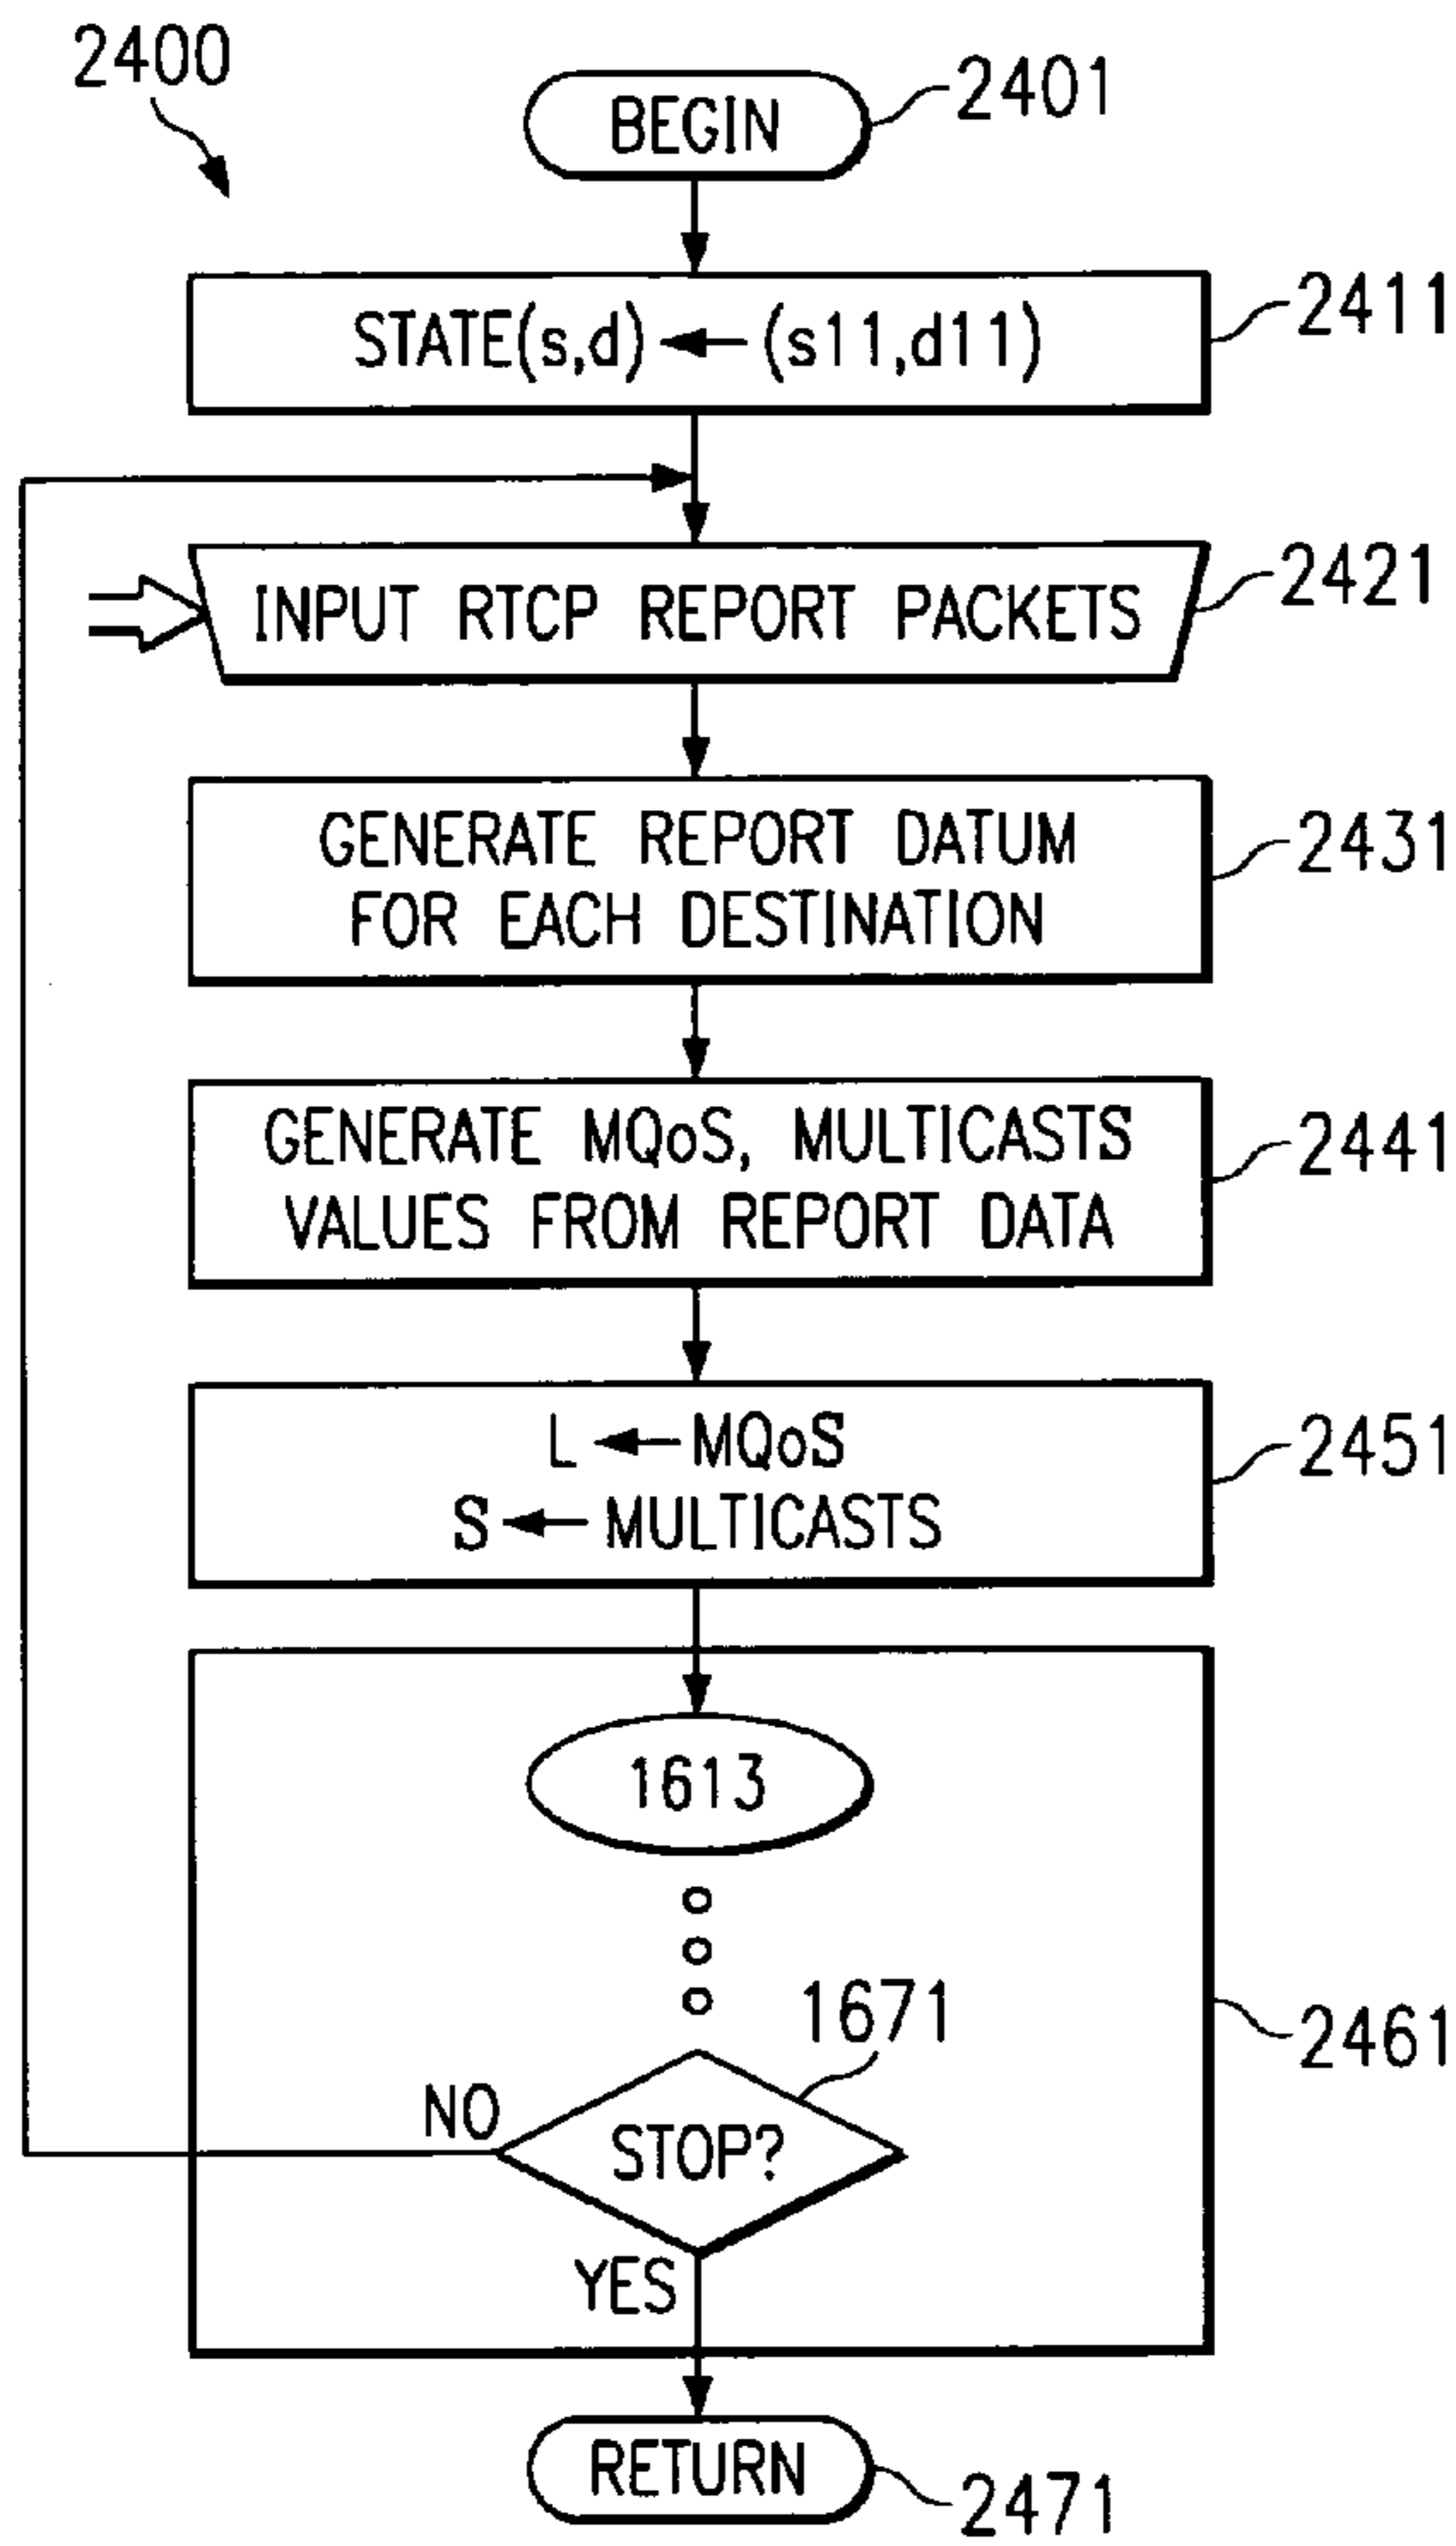 2400
BEGIN
2401
STATE(s,d) ← (s11,d11)
2411
INPUT RTCP REPORT PACKETS
2421
GENERATE REPORT DATUM
FOR EACH DESTINATION
2431
GENERATE MQoS, MULTICASTS
VALUES FROM REPORT DATA
2441
L ← MQoS
S ← MULTICASTS
2451
1613
1671
2461
NO
STOP?
YES
RETURN
2471